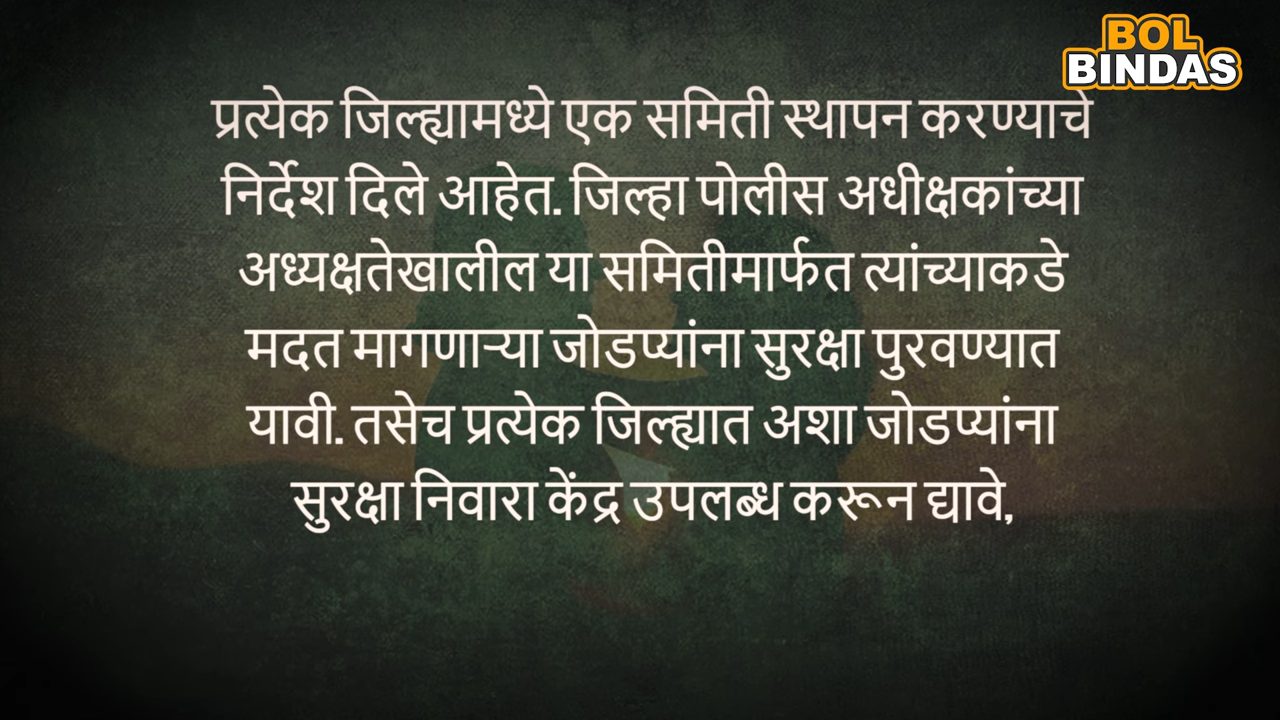 BOL
BINDAS
प्रत्येक जिल्ह्यामध्ये एक समिती स्थापन करण्याचे
निर्देश दिले आहेत. जिल्हा पोलीस अधीक्षकांच्या
अध्यक्षतेखालील या समितीमार्फत त्यांच्याकडे
मदत मागणाऱ्या जोडप्यांना सुरक्षा पुरवण्यात
यावी. तसेच प्रत्येक जिल्ह्यात अशा जोडप्यांना
सुरक्षा निवारा केंद्र उपलब्ध करून द्यावे,